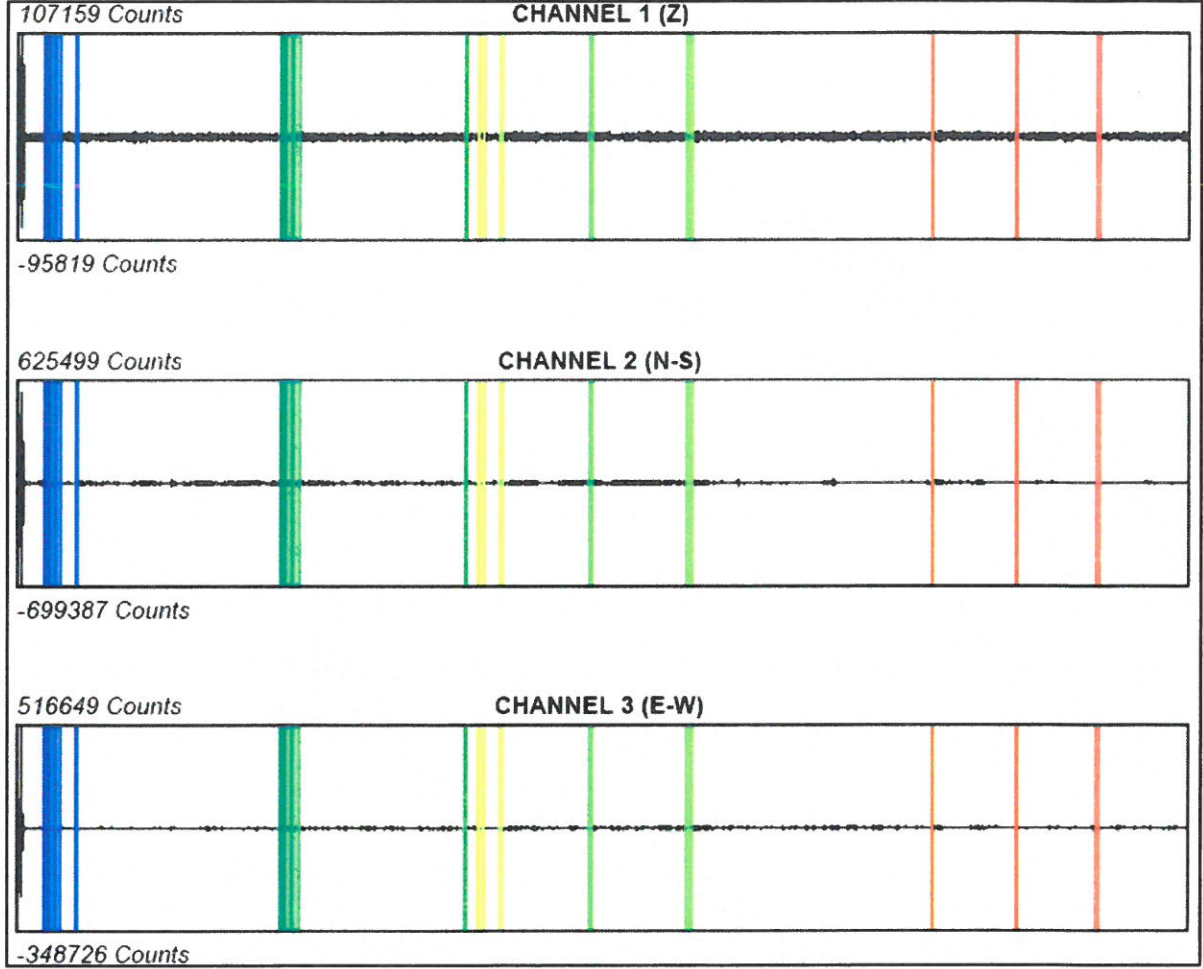 107159 Counts CHANNEL 1 (Z)
-95819 Counts
625499 Counts CHANNEL 2 (N-S)
-699387 Counts
516649 Counts CHANNEL 3 (E-W)
-348726 Counts